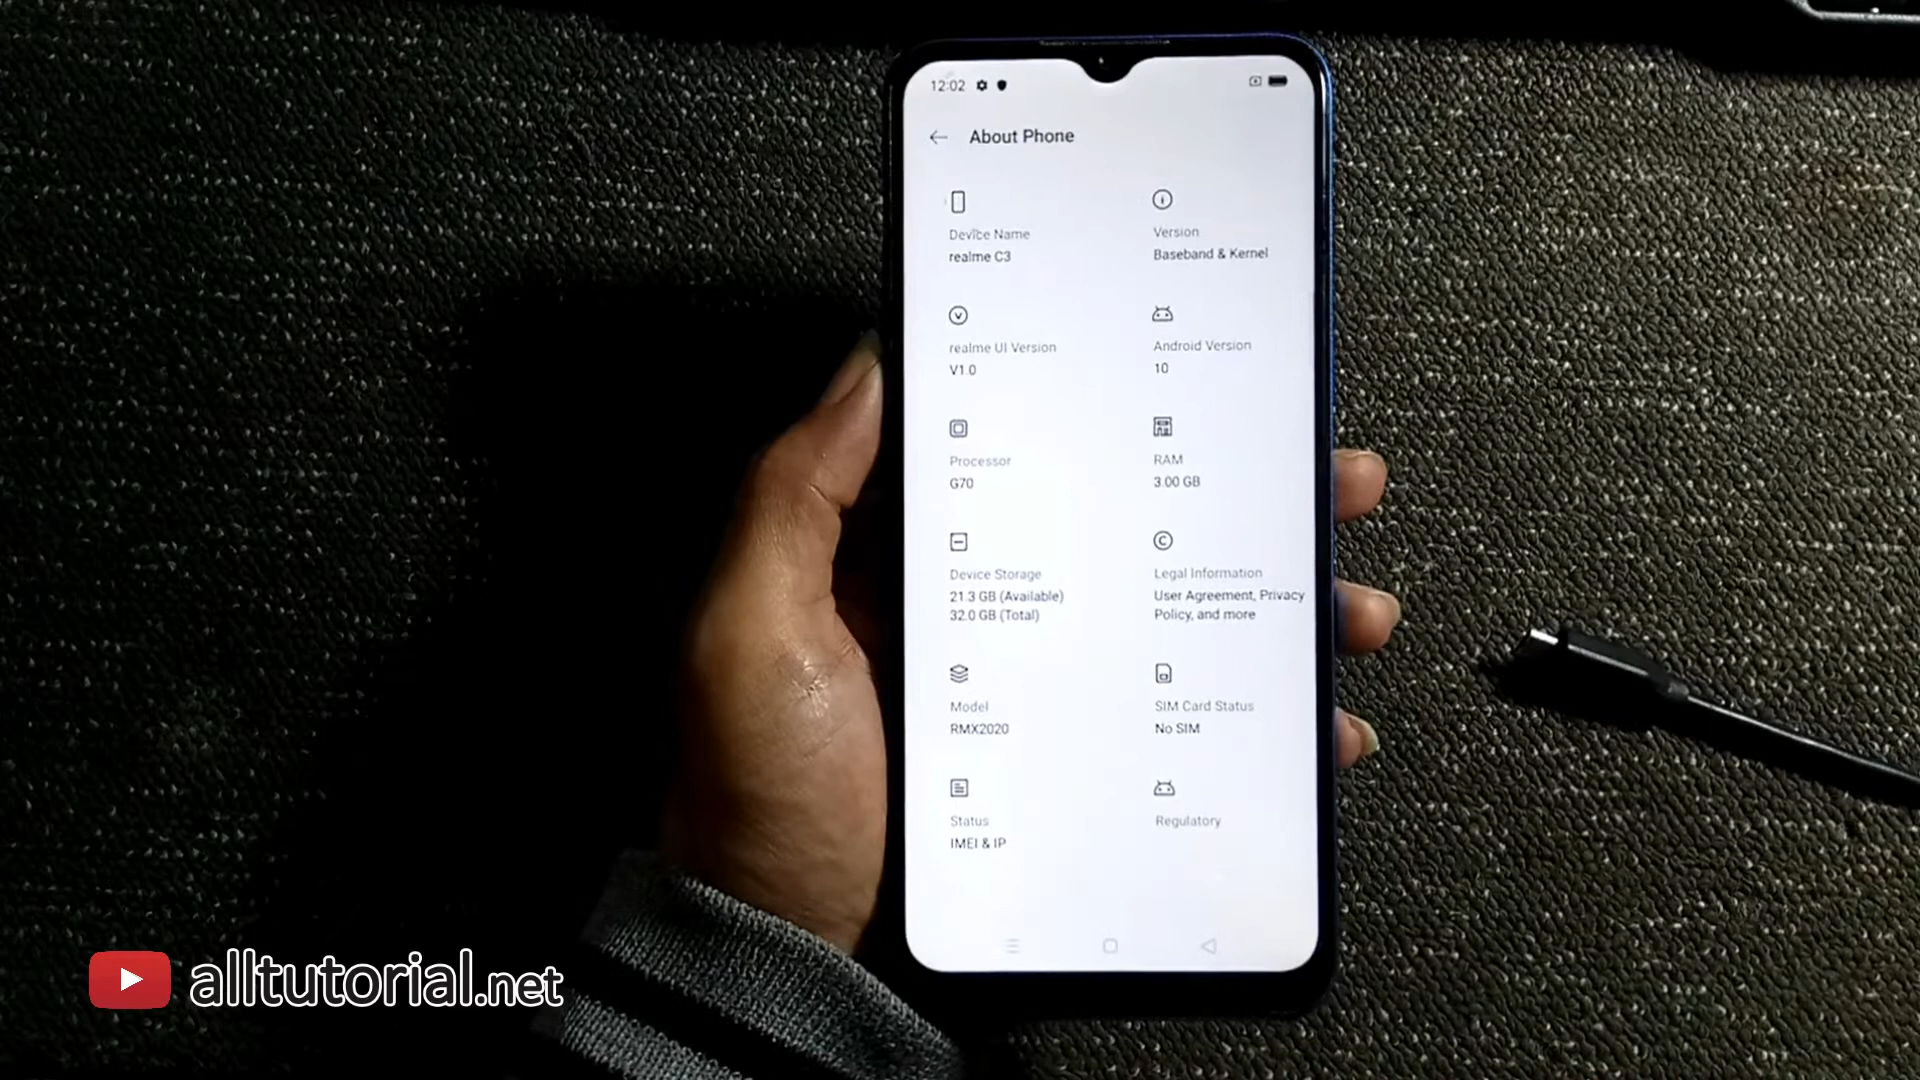 12:02
About Phone
Device Name
realme C3
Version
Baseband & Kernel
realme UI Version
V1.0
Android Version
10
Processor
G70
RAM
3.00 GB
Device Storage
21.3 GB (Available)
32.0 GB (Total)
Legal Information
User Agreement, Privacy
Policy, and more
Model
RMX2020
SIM Card Status
No SIM
Status
IMEI & IP
Regulatory
alltutorial.net